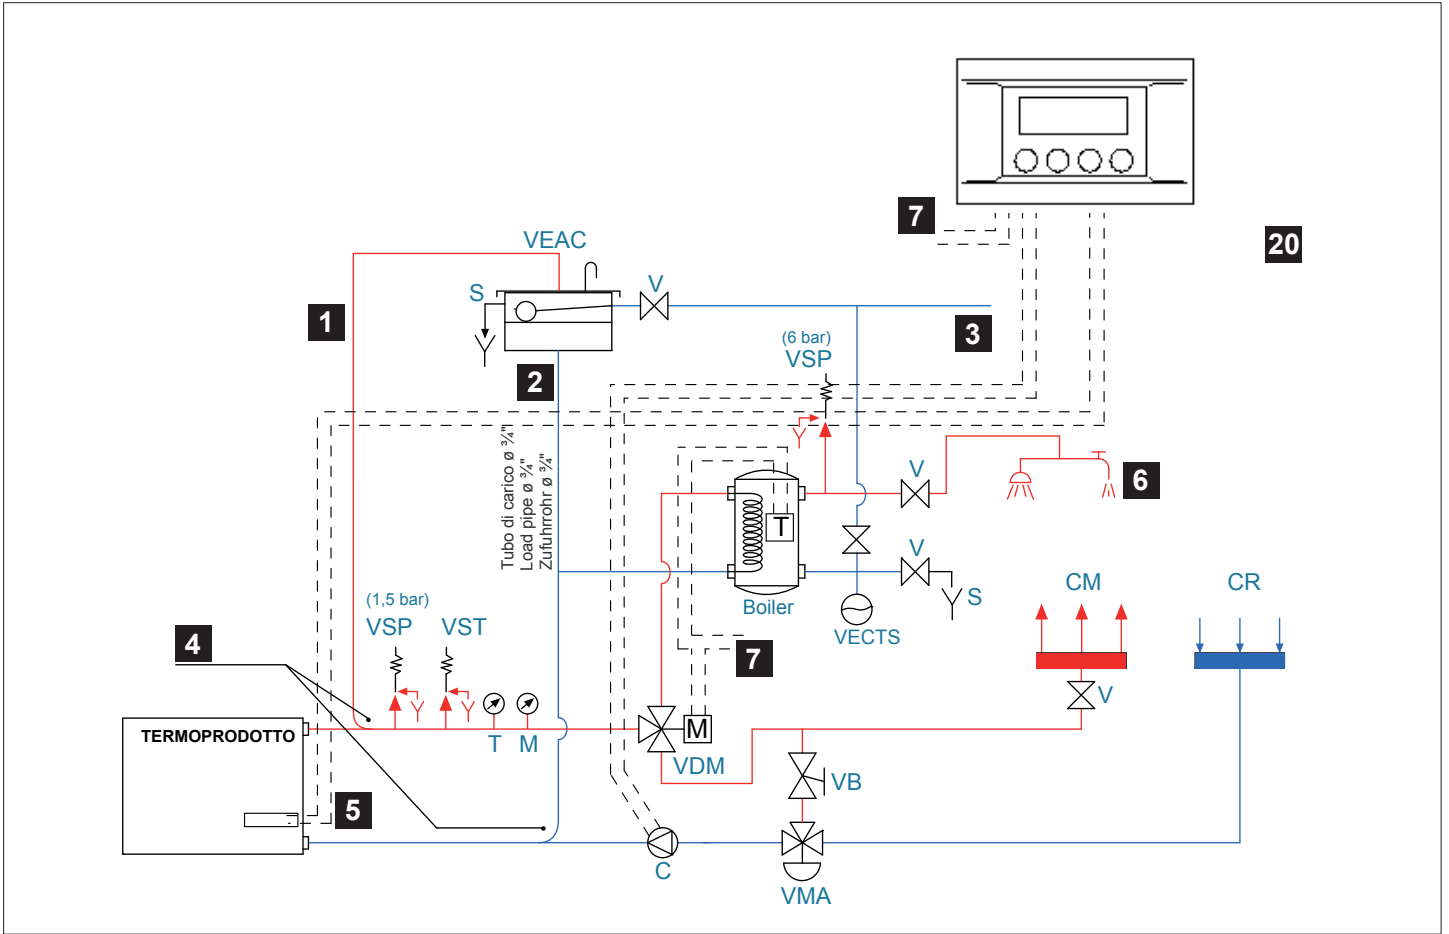 7
20
VEAC
S
V
1
3
(6 bar)
VSP
2
Tubo di carico ø ¾"
Load pipe ø ¾"
Zufuhrrohr ø ¾"
V
6
T
V
S
Boiler
VECTS
CM
CR
(1,5 bar)
VSP
VST
4
7
V
TERMOPRODOTTO
T
M
M
VDM
VB
5
C
VMA